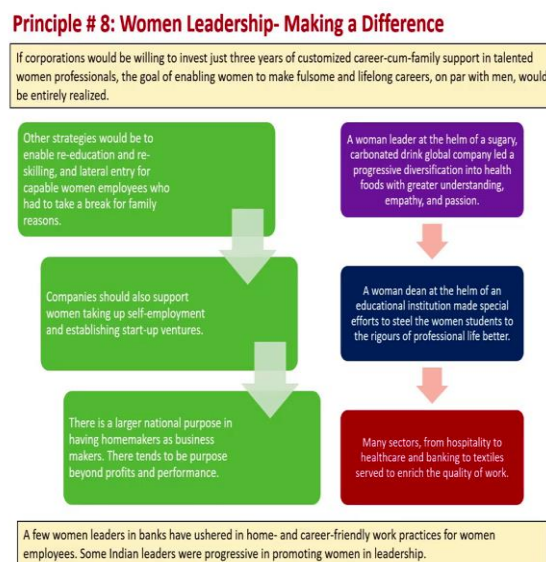 Principle # 8: Women Leadership- Making a Difference
If corporations would be willing to invest just three years of customized career-cum-family support in talented
women professionals, the goal of enabling women to make fulsome and lifelong careers, on par with men, would
be entirely realized.
Other strategies would be to
enable re-education and re-
skilling, and lateral entry for
capable women employees who
had to take a break for family
reasons.
Companies should also support
women taking up self-employment
and establishing start-up ventures.
There is a larger national purpose in
having homemakers as business
makers. There tends to be purpose
beyond profits and performance.
A woman leader at the helm of a sugary,
carbonated drink global company led a
progressive diversification into health
foods with greater understanding,
empathy, and passion.
A woman dean at the helm of an
educational institution made special
efforts to steel the women students to
the rigours of professional life better.
Many sectors, from hospitality to
healthcare and banking to textiles
served to enrich the quality of work.
A few women leaders in banks have ushered in home- and career-friendly work practices for women
employees. Some Indian leaders were progressive in promoting women in leadership.